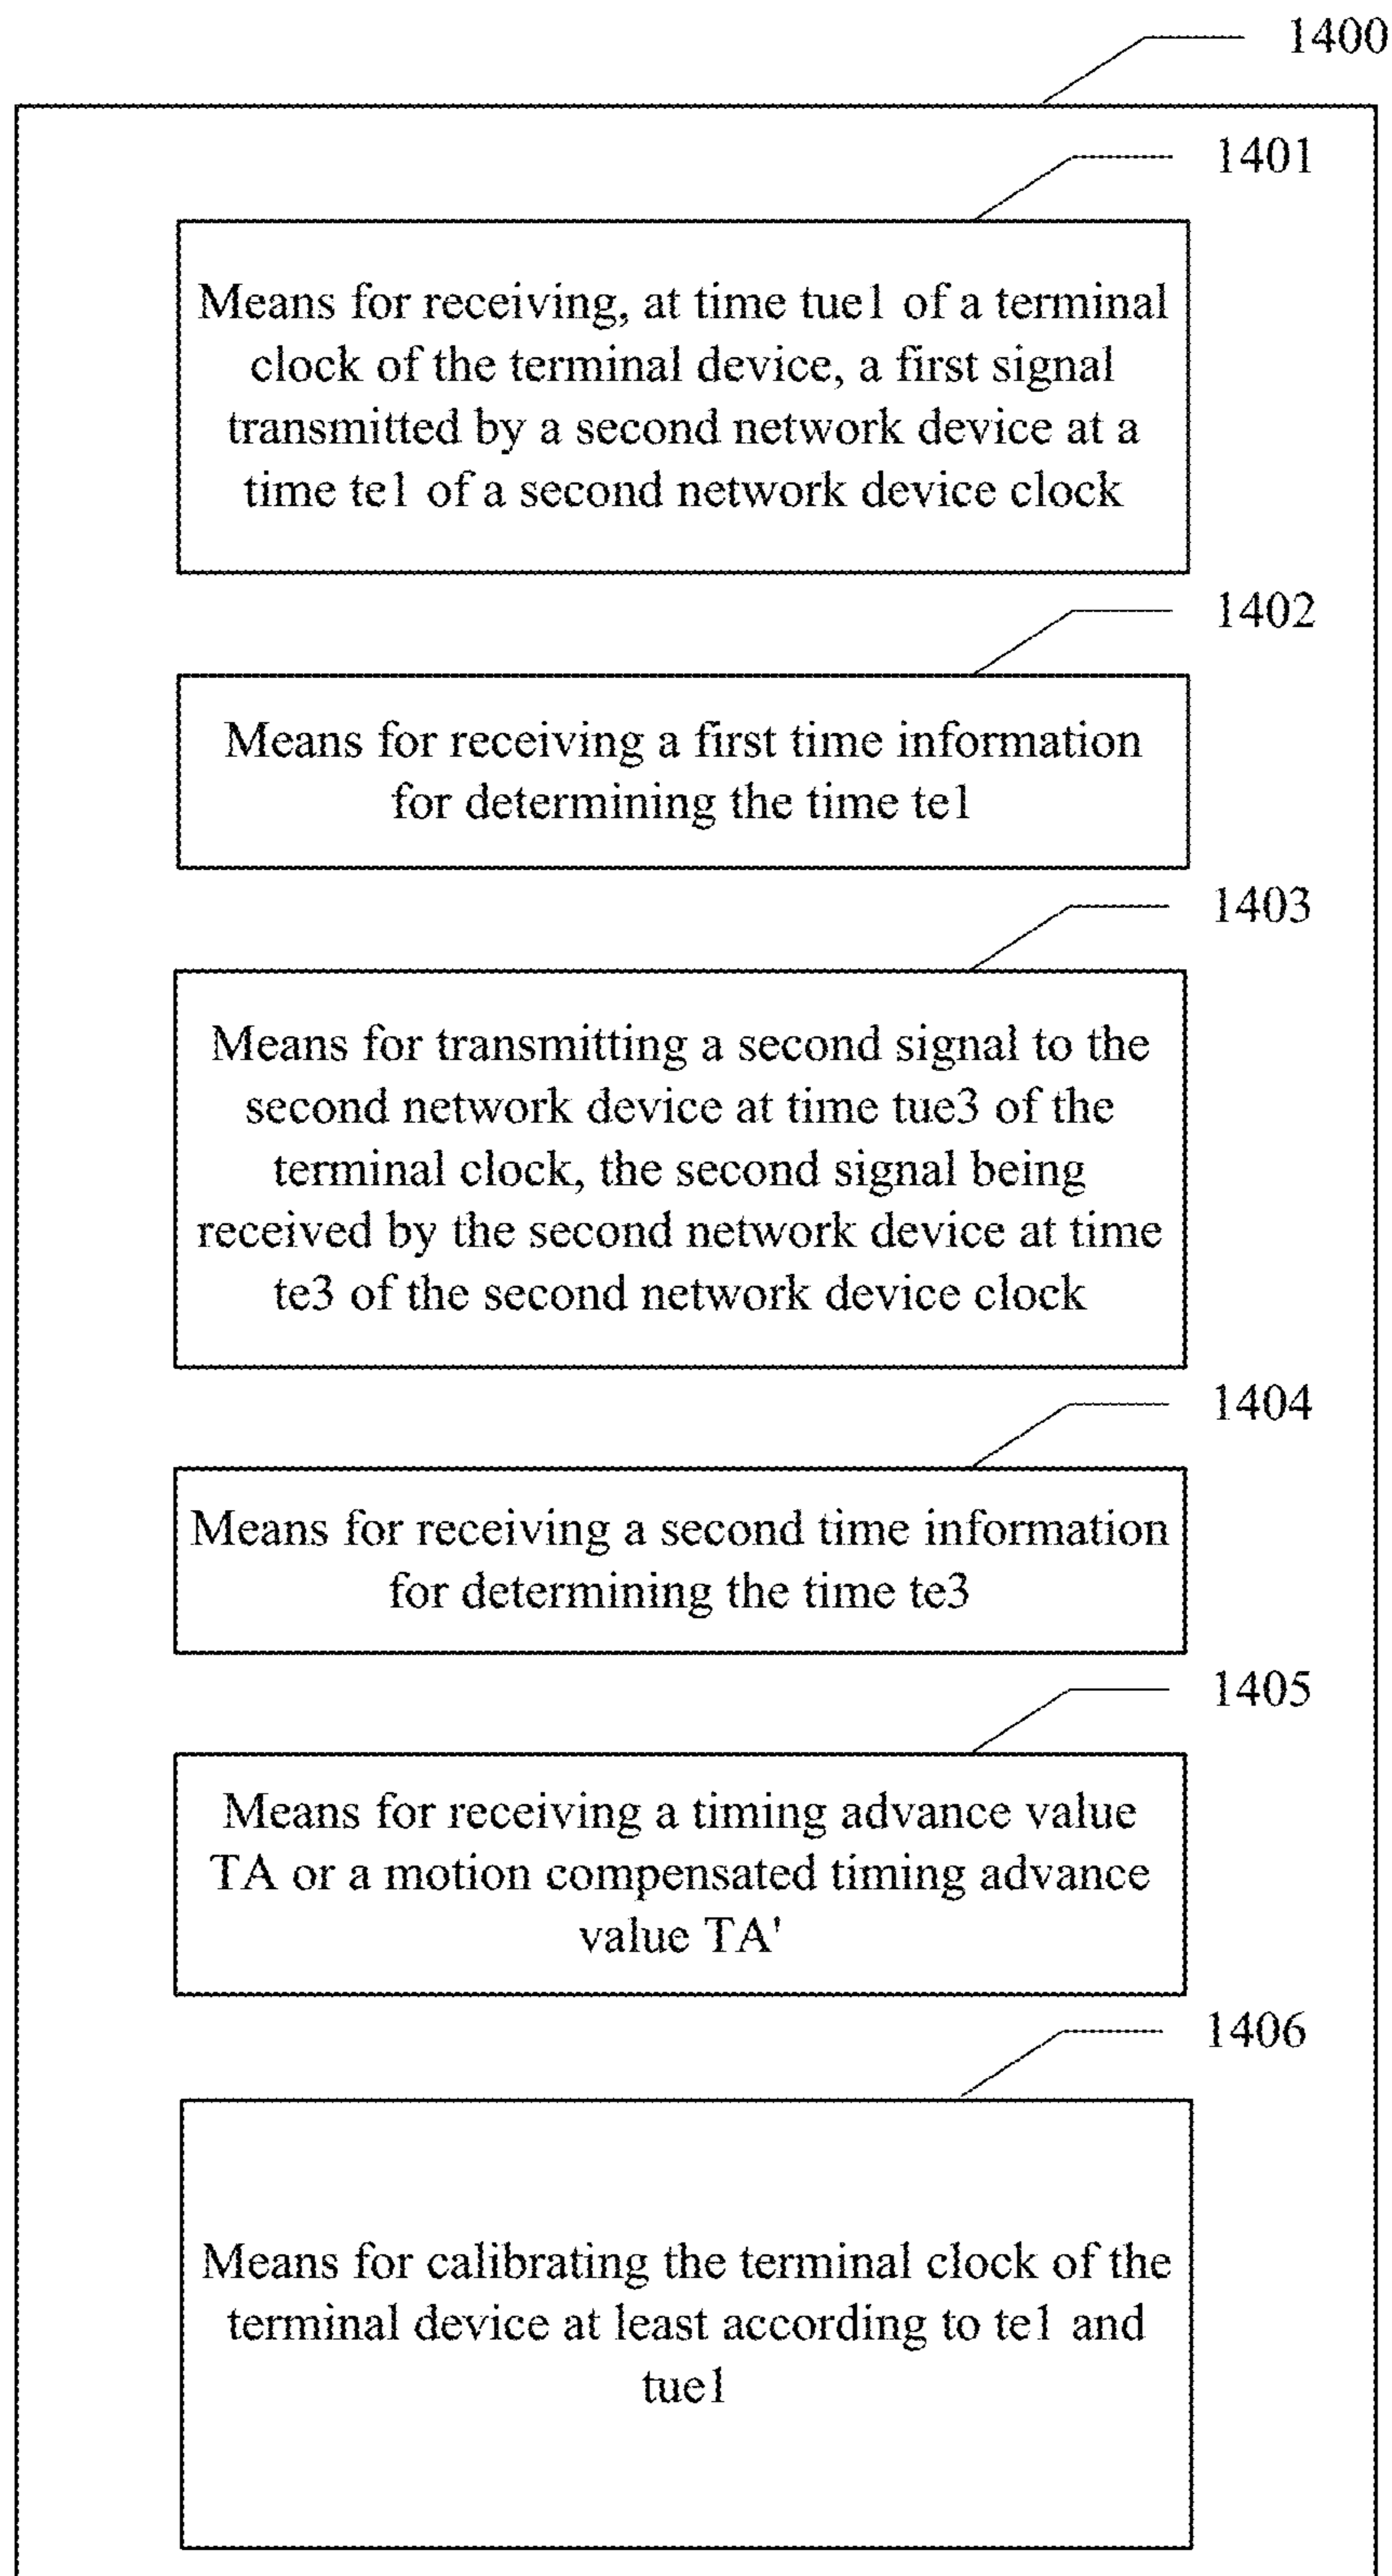 1400
1401
Means for receiving, at time tue1 of a terminal
clock of the terminal device, a first signal
transmitted by a second network device at a
time te1 of a second network device clock
1402
Means for receiving a first time information
for determining the time te1
1403
Means for transmitting a second signal to the
second network device at time tue3 of the
terminal clock, the second signal being
received by the second network device at time
te3 of the second network device clock
1404
Means for receiving a second time information
for determining the time te3
1405
Means for receiving a timing advance value
TA or a motion compensated timing advance
value TA'
1406
Means for calibrating the terminal clock of the
terminal device at least according to te1 and
tue1